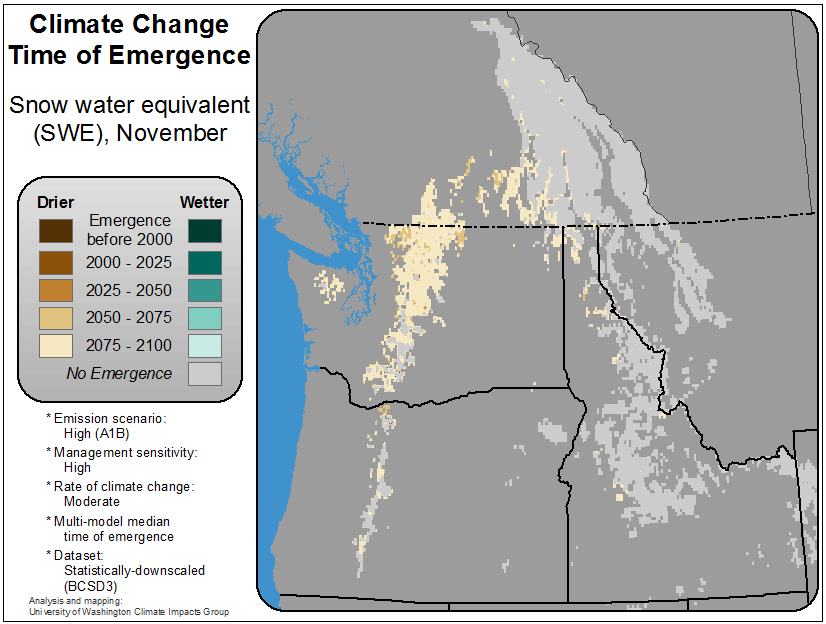 Climate Change
Time of Emergence
Snow water equivalent
(SWE), November
Drier Wetter
Emergence
before 2000
2000 - 2025
2025 - 2050
2050 - 2075
2075 - 2100
No Emergence
* Emission scenario:
High (A1B)
* Management sensitivity:
High
* Rate of climate change:
Moderate
* Multi-model median
time of emergence
* Dataset:
Statistically-downscaled
(BCSD3)
Analysis and mapping:
University of Washington Climate Impacts Group